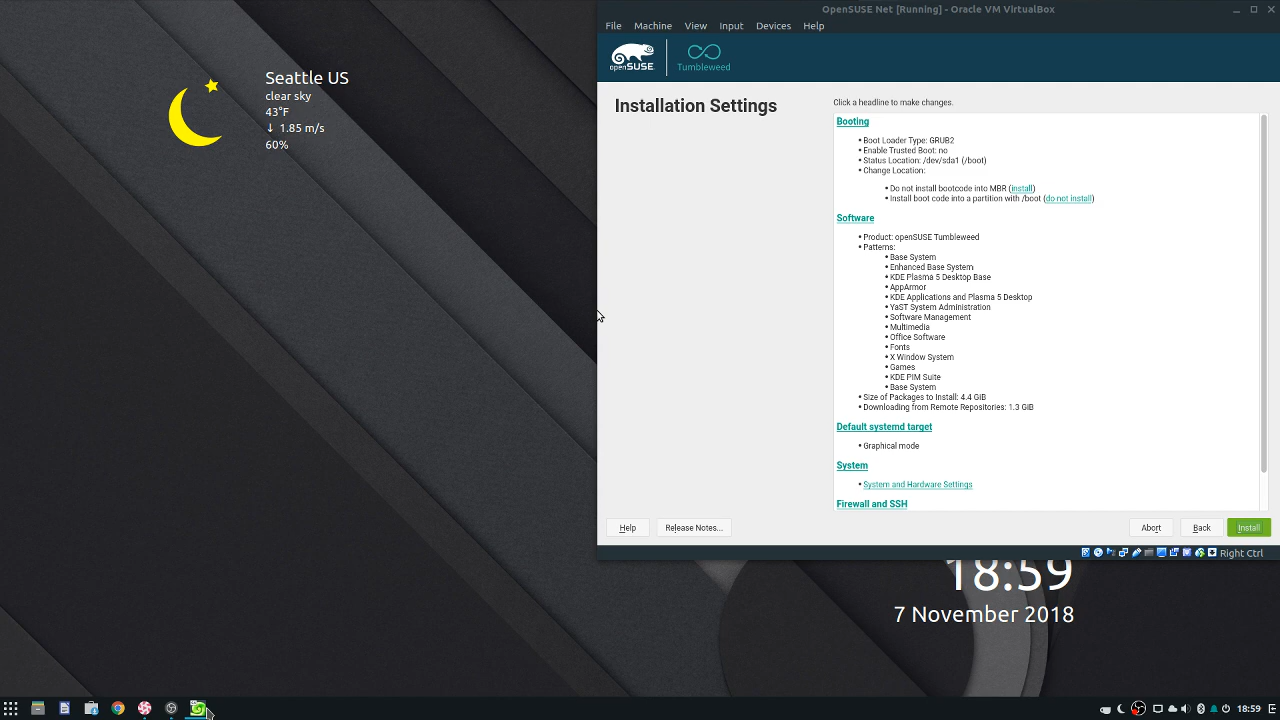 OpenSUSE Net [Running] - Oracle VM VirtualBox
File Machine View Input Devices Help
openSUSE
Tumbleweed
Seattle US
clear sky
43°F
↓ 1.85 m/s
60%
Installation Settings
Click a headline to make changes.
Booting
• Boot Loader Type: GRUB2
• Enable Trusted Boot: no
• Status Location: /dev/sda1 (/boot)
• Change Location:
• Do not install bootcode into MBR (install)
• Install boot code into a partition with /boot (do not install)
Software
• Product: openSUSE Tumbleweed
• Patterns:
• Base System
• Enhanced Base System
• KDE Plasma 5 Desktop Base
• AppArmor
• KDE Applications and Plasma 5 Desktop
• YaST System Administration
• Software Management
• Multimedia
• Office Software
• Fonts
• X Window System
• Games
• KDE PIM Suite
• Base System
• Size of Packages to Install: 4.4 GiB
• Downloading from Remote Repositories: 1.3 GiB
Default systemd target
• Graphical mode
System
• System and Hardware Settings
Firewall and SSH
Help Release Notes... Abort Back Install
Right Ctrl
18:59
7 November 2018
18:59